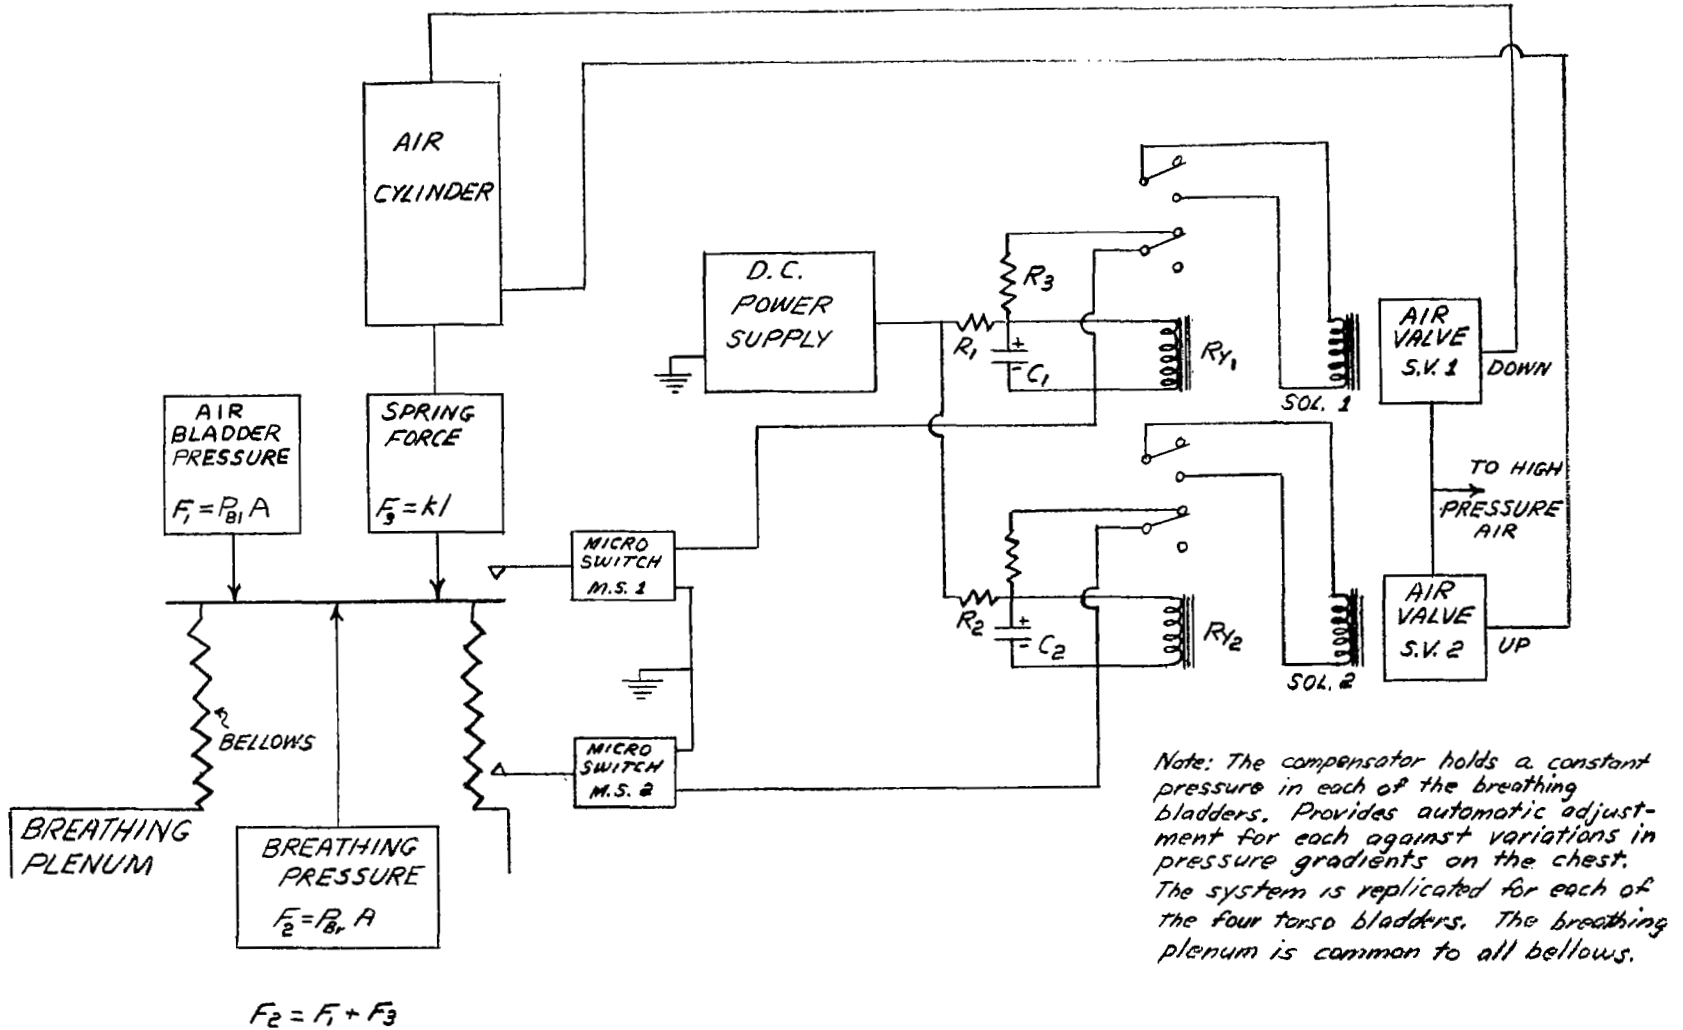 AIR
CYLINDER
D.C.
POWER
SUPPLY
R3
R1
+
-
C1
RY1
SOL. 1
AIR
VALVE
S.V. 1
DOWN
AIR
BLADDER
PRESSURE
F1 = PB1 A
SPRING
FORCE
F3 = kl
TO HIGH
PRESSURE
AIR
MICRO
SWITCH
M.S. 1
R2
+
-
C2
RY2
SOL. 2
AIR
VALVE
S.V. 2
UP
BELLOWS
MICRO
SWITCH
M.S. 2
BREATHING
PLENUM
BREATHING
PRESSURE
F2 = PBr A
F2 = F1 + F3
Note: The compensator holds a constant
pressure in each of the breathing
bladders. Provides automatic adjust-
ment for each against variations in
pressure gradients on the chest.
The system is replicated for each of
the four torso bladders. The breathing
plenum is common to all bellows.